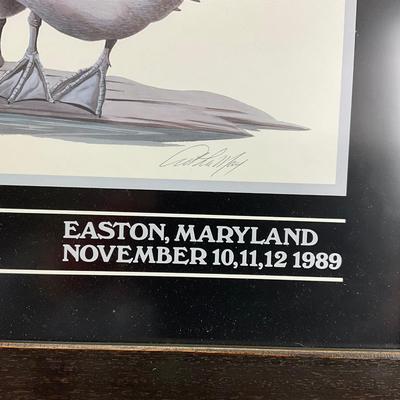 EASTON, MARYLAND
NOVEMBER 10,11,12 1989